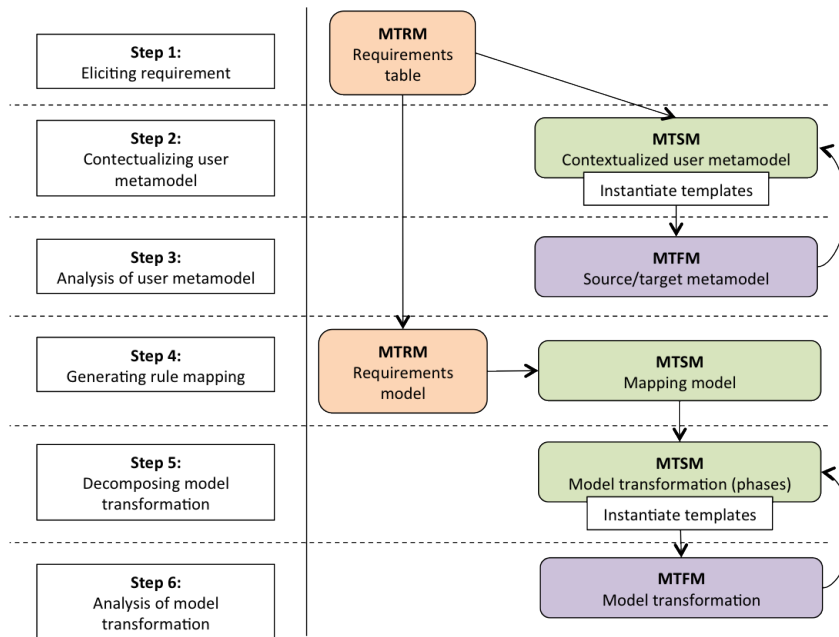 Step 1:
Eliciting requirement
MTRM
Requirements
table
Step 2:
Contectualizing user
metamodel
MTSM
Contextualized user metamodel
Instantiate templates
Step 3:
Analysis of user metamodel
MTFM
Source/target metamodel
Step 4:
Generating rule mapping
MTRM
Requirements
model
MTSM
Mapping model
Step 5:
Decomposing model
transformation
MTSM
Model transformation (phases)
Instantiate templates
Step 6:
Analysis of model
transformation
MTFM
Model transformation